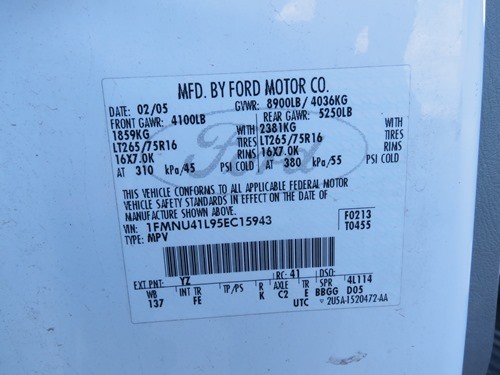 MFD. BY FORD MOTOR CO.
DATE: 02/05 GVWR: 8900LB/ 4036KG
FRONT GAWR: 4100LB REAR GAWR: 5250LB
1859KG WITH 2381KG WITH
LT265/75R16 TIRES LT265/75R16 TIRES
16X7.0K RIMS 16X7.0K RIMS
AT 310 kPa/45 PSI COLD AT 380 kPa/55 PSI COLD
Ford
THIS VEHICLE CONFORMS TO ALL APPLICABLE FEDERAL MOTOR
VEHICLE SAFETY STANDARDS IN EFFECT ON THE DATE OF
MANUFACTURE SHOWN ABOVE.
VIN: 1FMNU41L95EC15943 F0213
TYPE: MPV T0455
EXT PNT: YZ RC: 41 DSO:
WB INT TR TP/PS R AXLE TR SPR 4L114
137 FE K C2 E BBGG D05
UTC 2U5A-1520472-AA